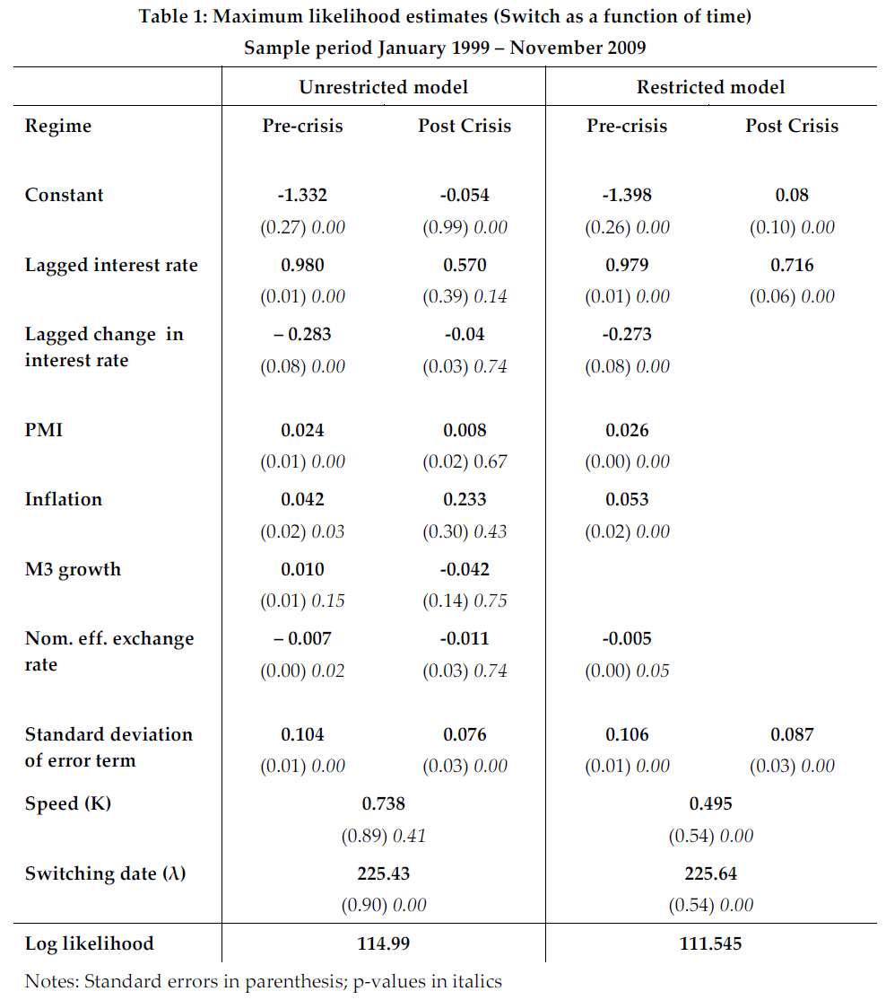 Table 1: Maximum likelihood estimates (Switch as a function of time)
Sample period January 1999 – November 2009
Unrestricted model Restricted model
Regime Pre-crisis Post Crisis Pre-crisis Post Crisis
Constant -1.332 -0.054 -1.398 0.08
(0.27) 0.00 (0.99) 0.00 (0.26) 0.00 (0.10) 0.00
Lagged interest rate 0.980 0.570 0.979 0.716
(0.01) 0.00 (0.39) 0.14 (0.01) 0.00 (0.06) 0.00
Lagged change in – 0.283 -0.04 -0.273
interest rate (0.08) 0.00 (0.03) 0.74 (0.08) 0.00
PMI 0.024 0.008 0.026
(0.01) 0.00 (0.02) 0.67 (0.00) 0.00
Inflation 0.042 0.233 0.053
(0.02) 0.03 (0.30) 0.43 (0.02) 0.00
M3 growth 0.010 -0.042
(0.01) 0.15 (0.14) 0.75
Nom. eff. exchange – 0.007 -0.011 -0.005
rate (0.00) 0.02 (0.03) 0.74 (0.00) 0.05
Standard deviation 0.104 0.076 0.106 0.087
of error term (0.01) 0.00 (0.03) 0.00 (0.01) 0.00 (0.03) 0.00
Speed (K) 0.738 0.495
(0.89) 0.41 (0.54) 0.00
Switching date (λ) 225.43 225.64
(0.90) 0.00 (0.54) 0.00
Log likelihood 114.99 111.545
Notes: Standard errors in parenthesis; p-values in italics